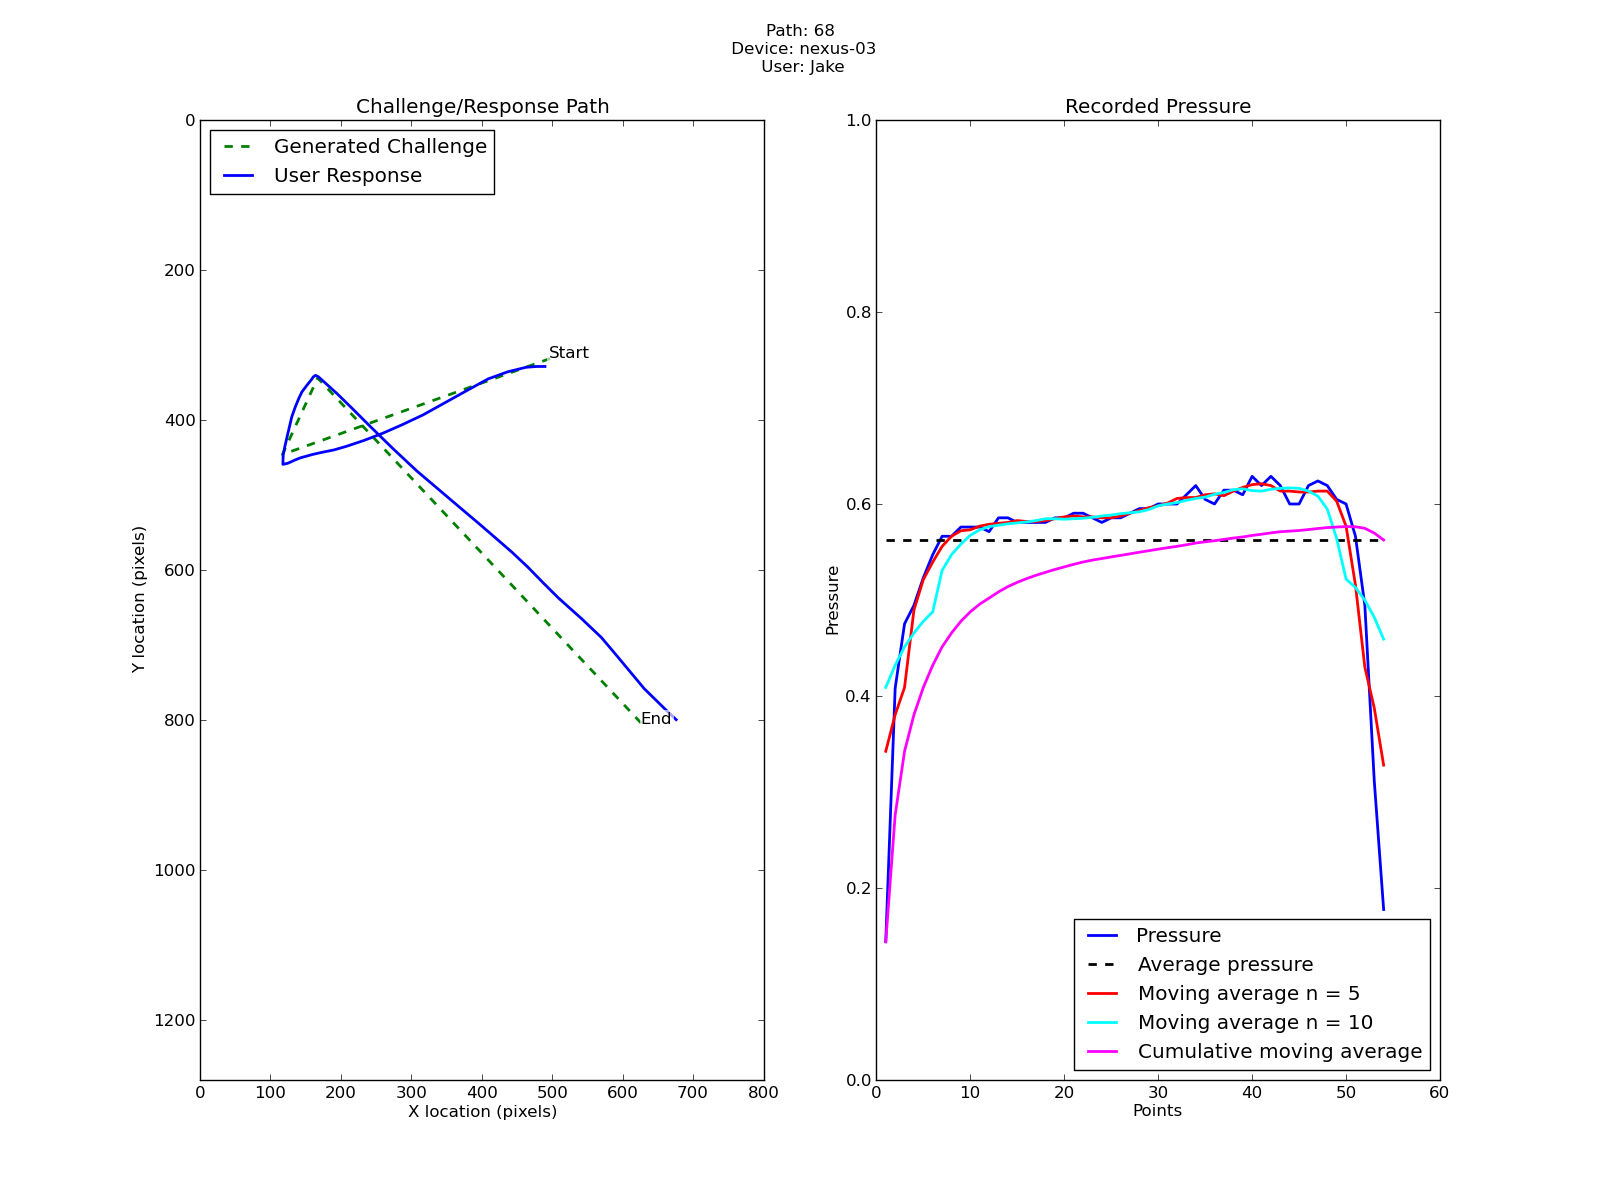 Path: 68
Device: nexus-03
User: Jake
Challenge/Response Path
Generated Challenge
User Response
Start
End
0
200
400
600
800
1000
1200
Y location (pixels)
0 100 200 300 400 500 600 700 800
X location (pixels)
Recorded Pressure
1.0
0.8
0.6
0.4
0.2
0.0
Pressure
Pressure
Average pressure
Moving average n = 5
Moving average n = 10
Cumulative moving average
0 10 20 30 40 50 60
Points